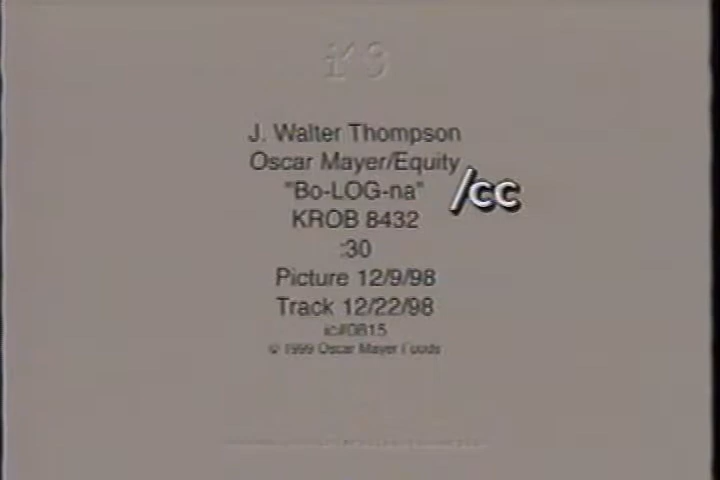 J. Walter Thompson
Oscar Mayer/Equity
"Bo-LOG-na" /cc
KROB 8432
:30
Picture 12/9/98
Track 12/22/98
© 1999 Oscar Mayer Foods